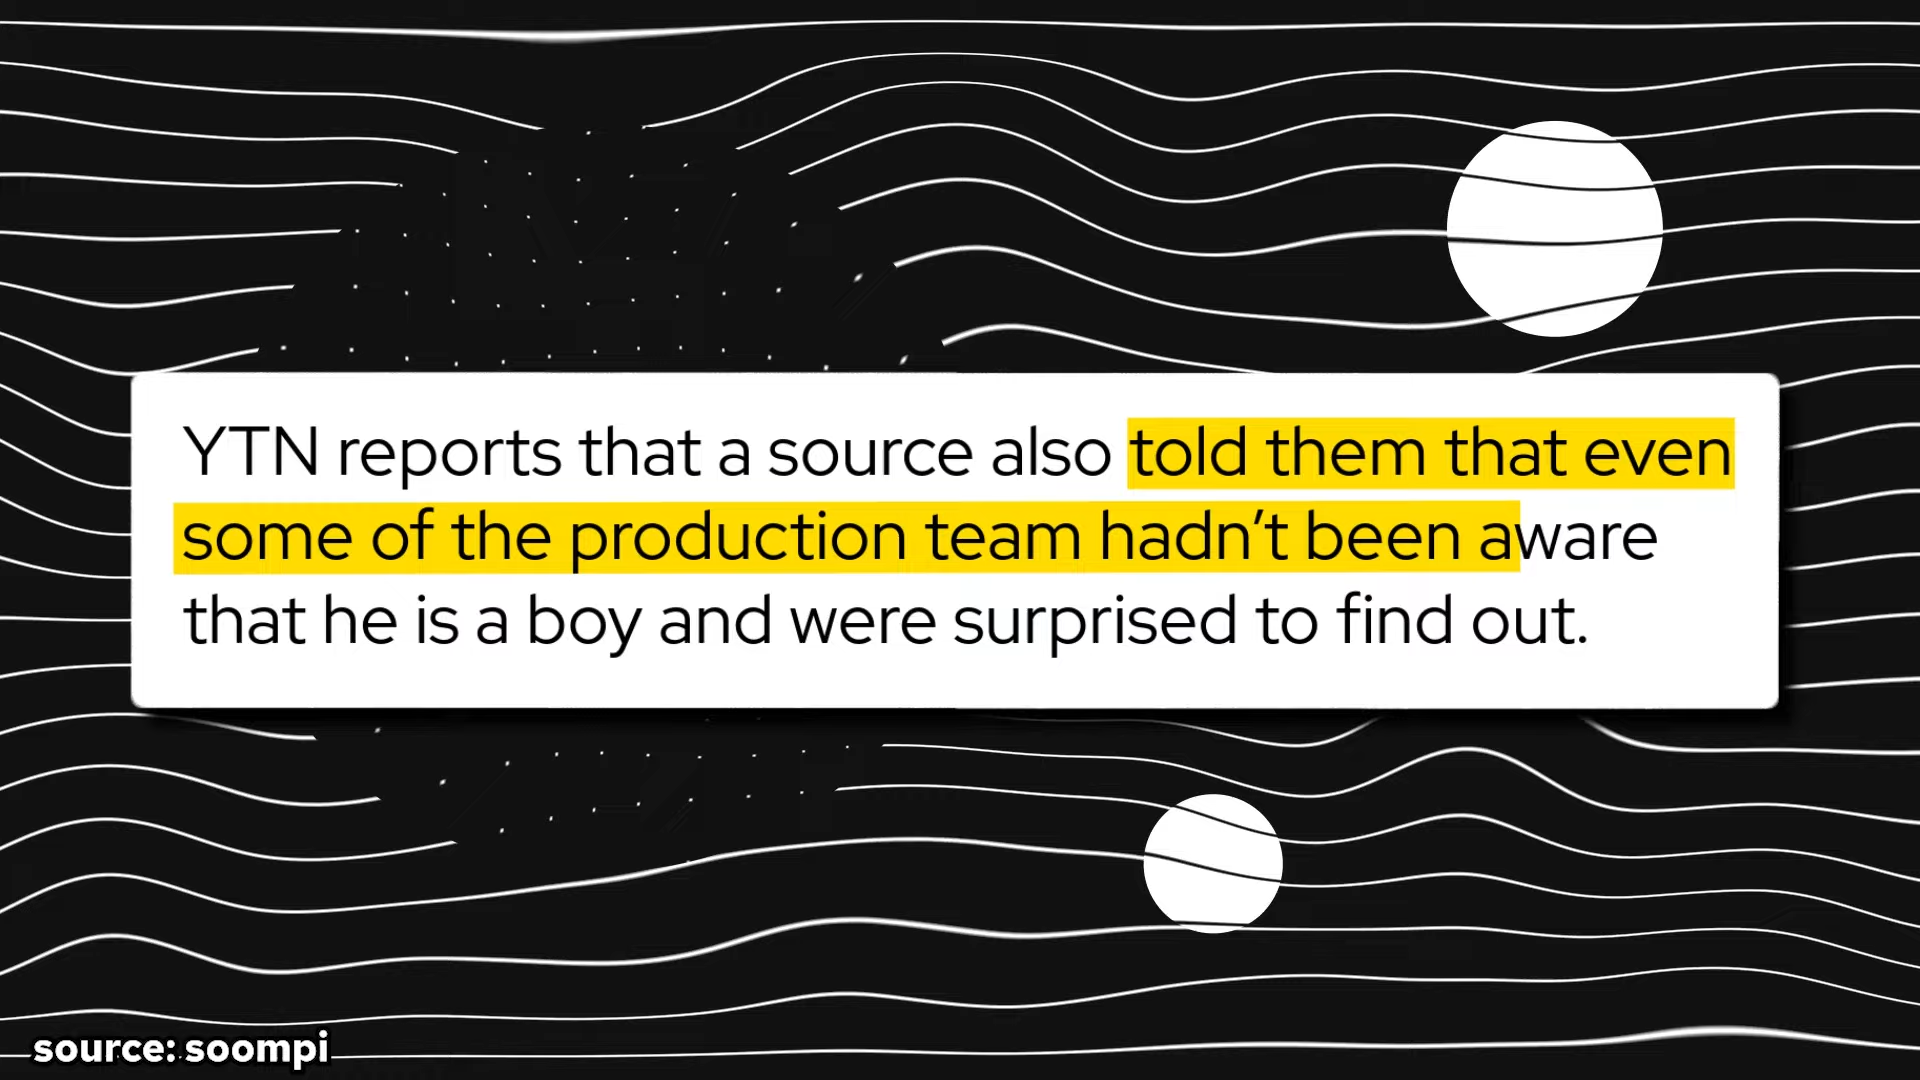 YTN reports that a source also told them that even
some of the production team hadn’t been aware
that he is a boy and were surprised to find out.
source: soompi